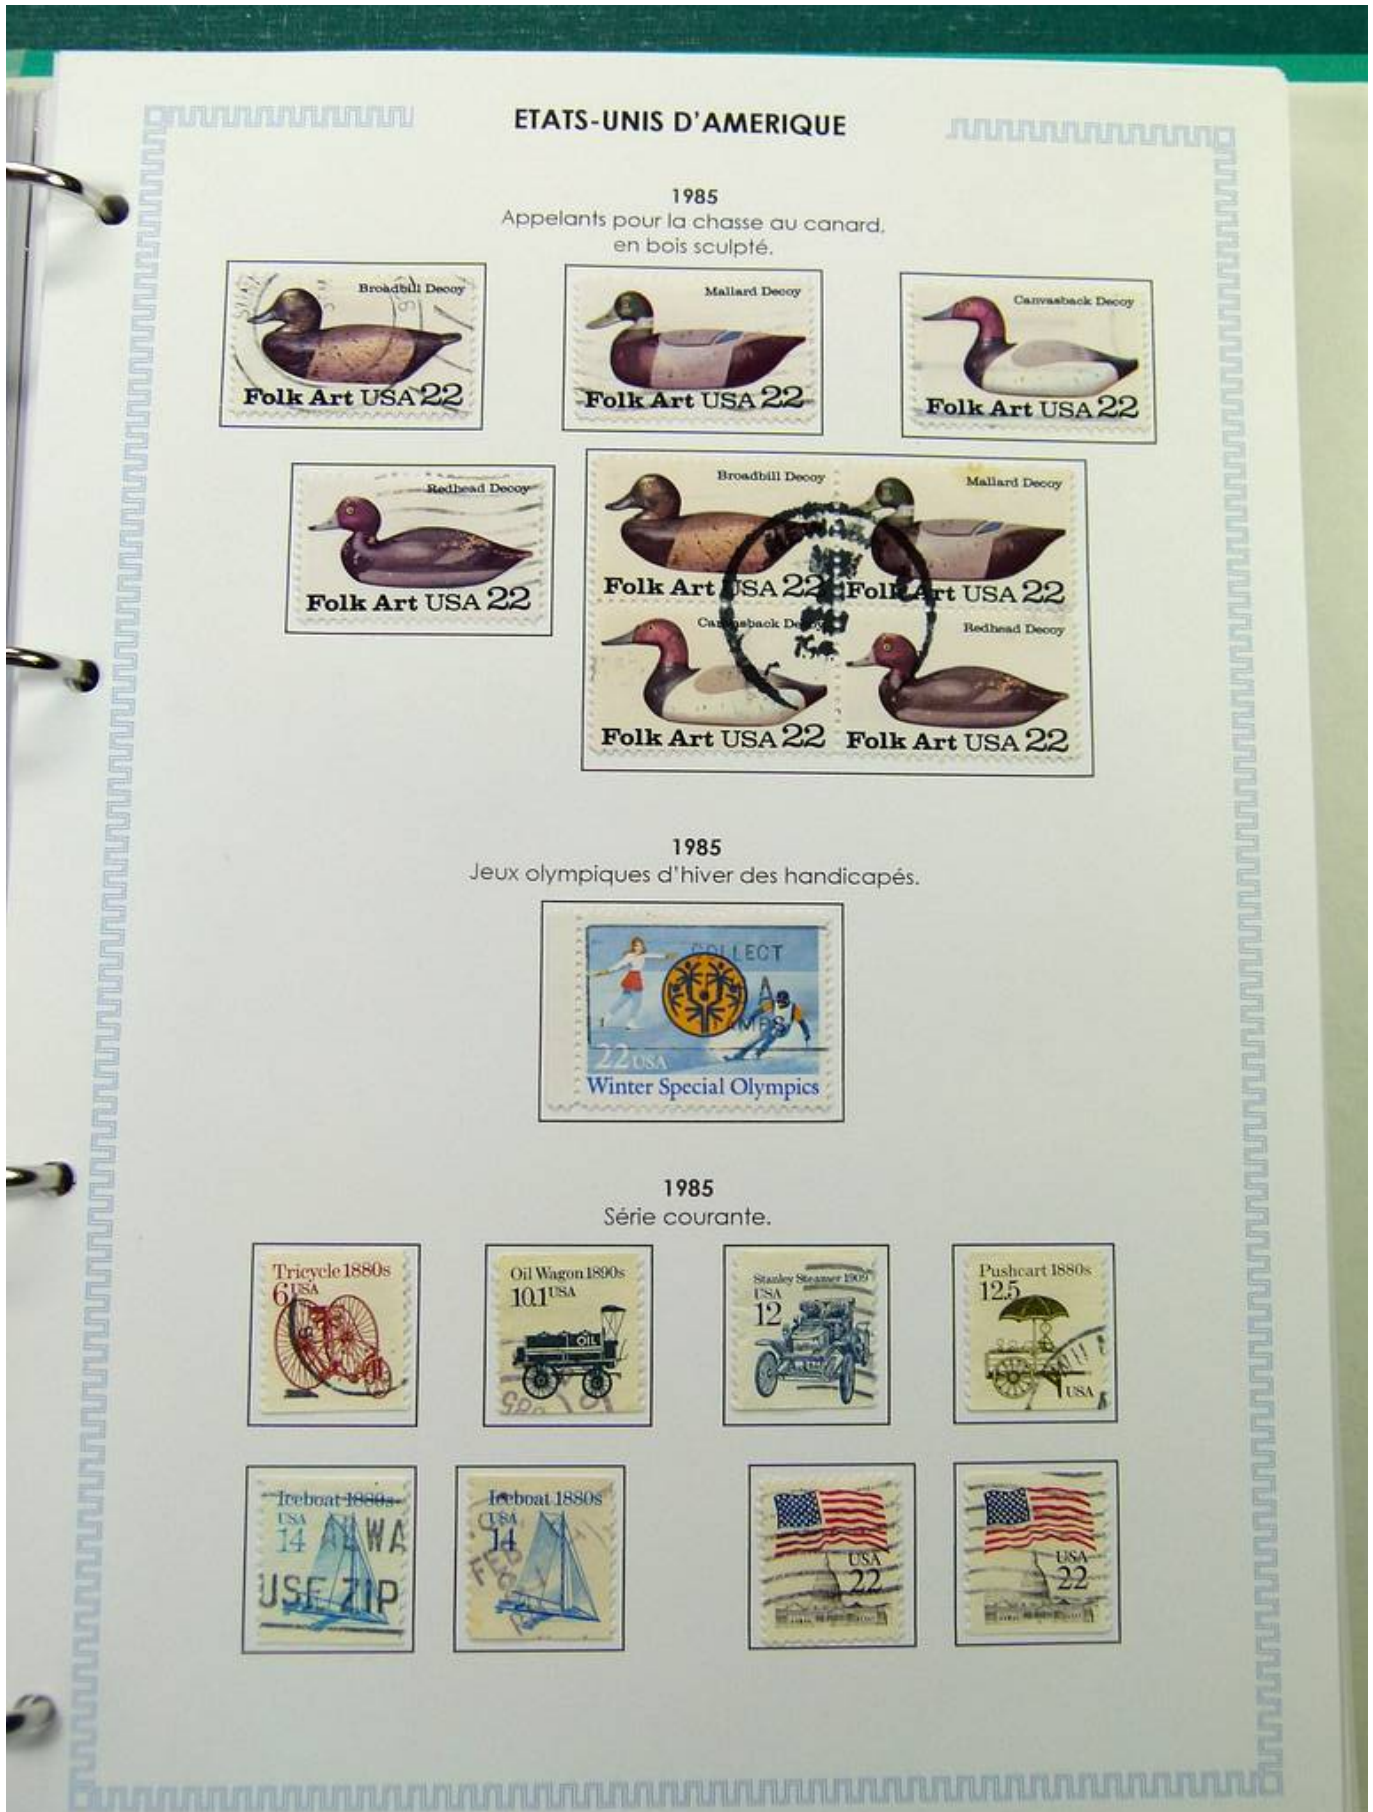 ETATS-UNIS D'AMERIQUE
1985
Appelants pour la chasse au canard,
en bois sculpté.
Broadbill Decoy
Folk Art USA 22
Mallard Decoy
Folk Art USA 22
Canvasback Decoy
Folk Art USA 22
Redhead Decoy
Folk Art USA 22
Broadbill Decoy
Folk Art USA 22
Mallard Decoy
Folk Art USA 22
Canvasback Decoy
Folk Art USA 22
Redhead Decoy
Folk Art USA 22
1985
Jeux olympiques d'hiver des handicapés.
COLLECT
A
22 USA
Winter Special Olympics
1985
Série courante.
Tricycle 1880s
6 USA
Oil Wagon 1890s
10.1 USA
OIL
Stanley Steamer 1909
USA
12
Pushcart 1880s
12.5
USA
Iceboat 1880s
USA
14
USE ZIP
Iceboat 1880s
USA
14
FEB
USA
22
USA
22